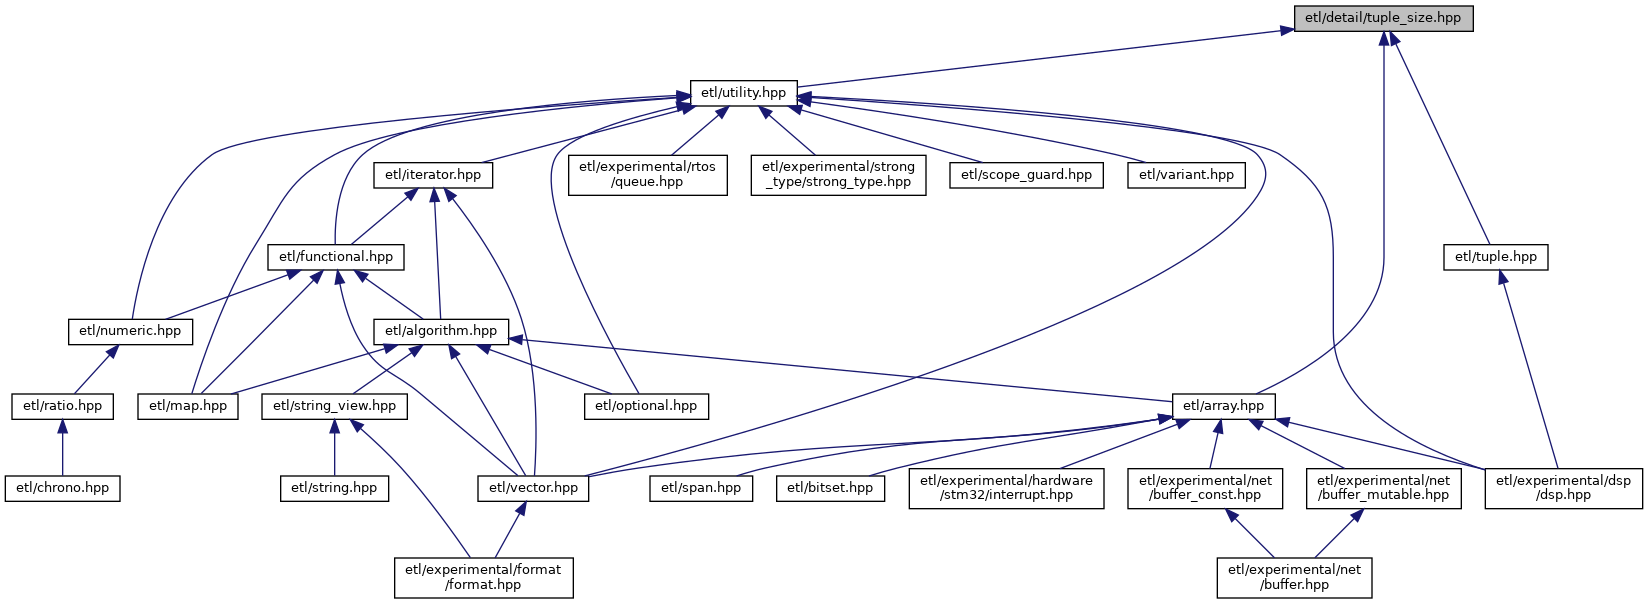 etl/detail/tuple_size.hpp
etl/utility.hpp
etl/iterator.hpp
etl/experimental/rtos
/queue.hpp
etl/experimental/strong
_type/strong_type.hpp
etl/scope_guard.hpp
etl/variant.hpp
etl/functional.hpp
etl/tuple.hpp
etl/numeric.hpp
etl/algorithm.hpp
etl/ratio.hpp
etl/map.hpp
etl/string_view.hpp
etl/optional.hpp
etl/array.hpp
etl/chrono.hpp
etl/string.hpp
etl/vector.hpp
etl/span.hpp
etl/bitset.hpp
etl/experimental/hardware
/stm32/interrupt.hpp
etl/experimental/net
/buffer_const.hpp
etl/experimental/net
/buffer_mutable.hpp
etl/experimental/dsp
/dsp.hpp
etl/experimental/format
/format.hpp
etl/experimental/net
/buffer.hpp